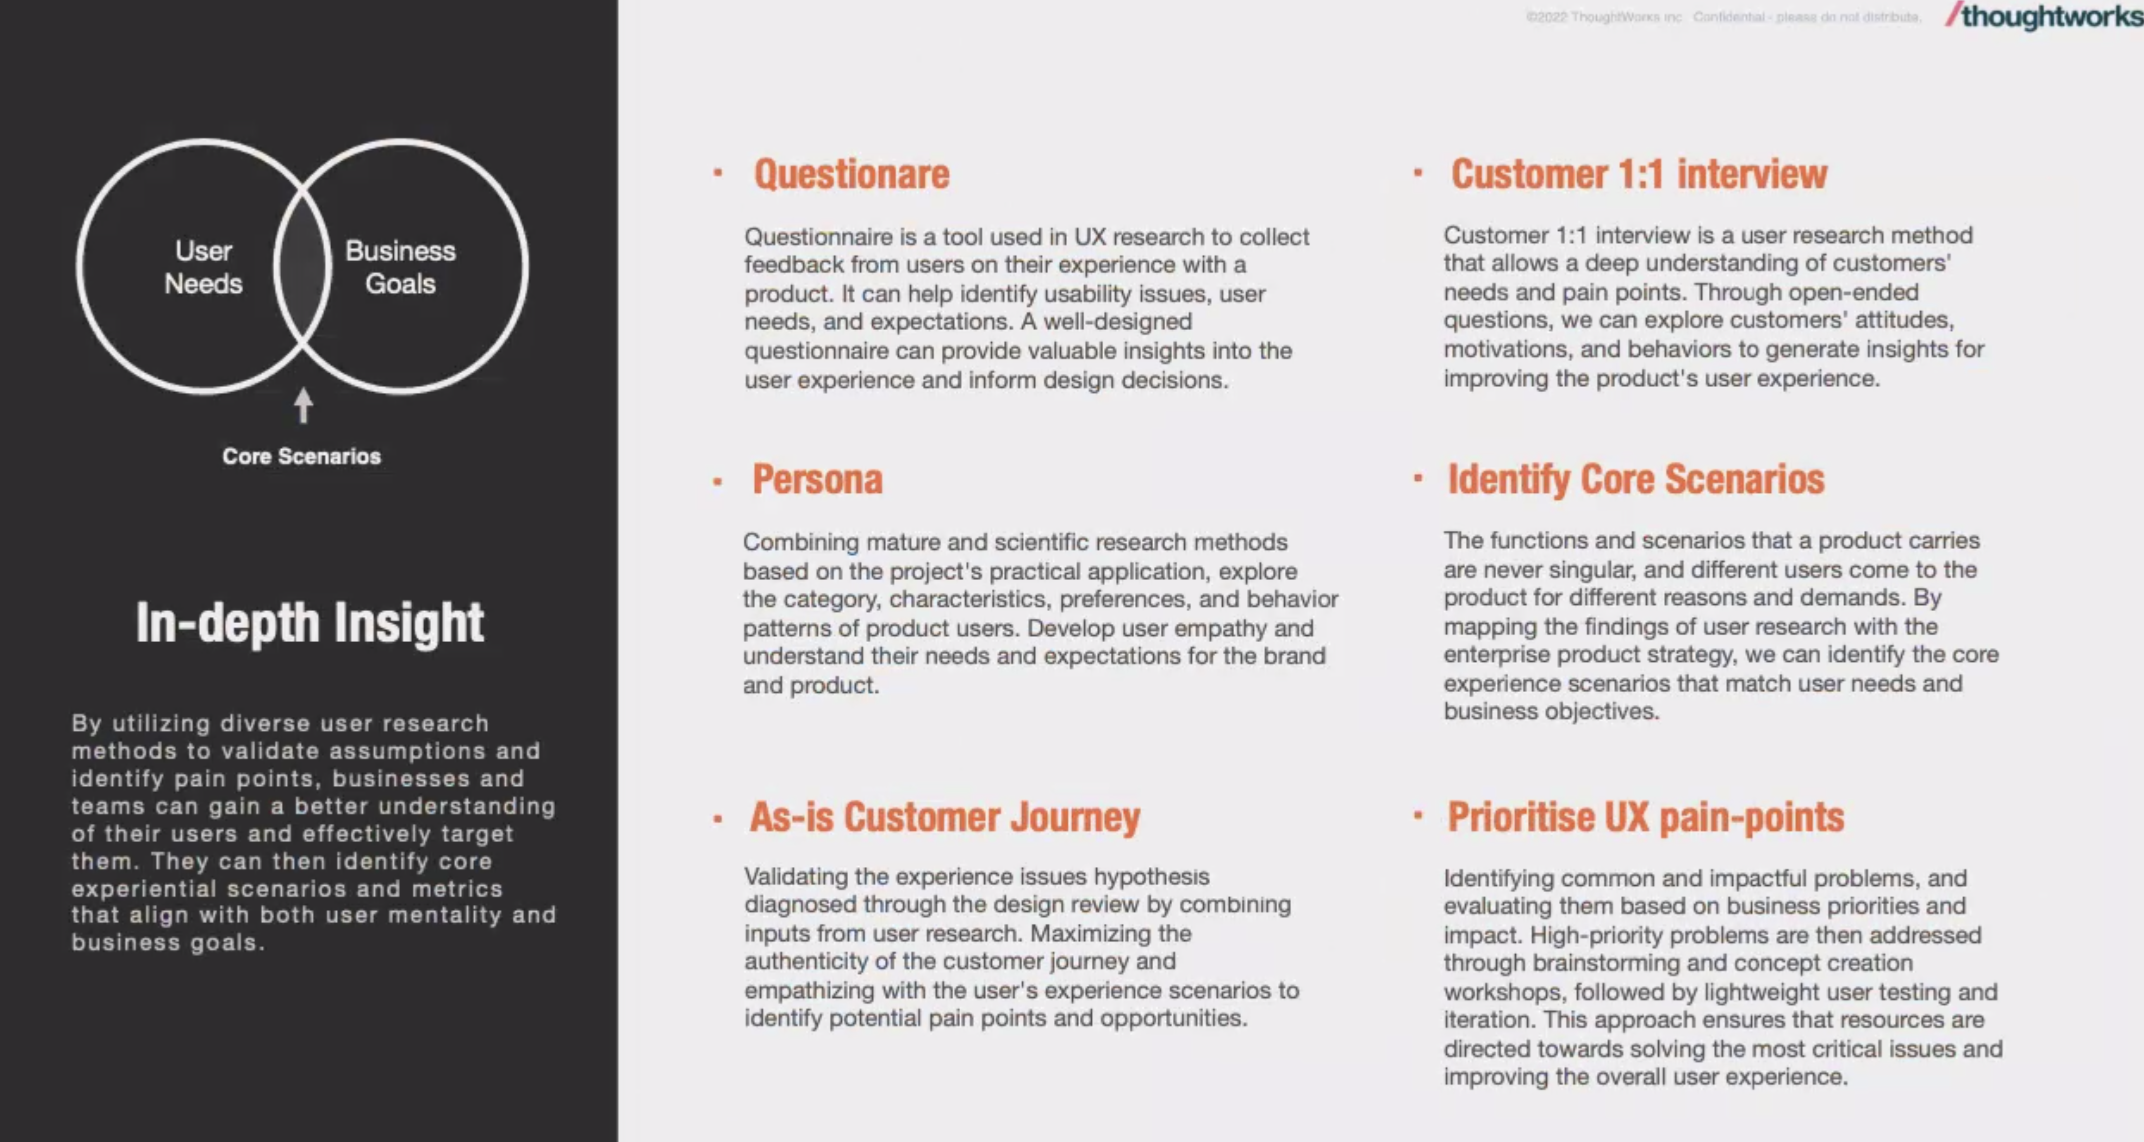 ©2022 ThoughtWorks Inc Confidential - please do not distribute.
/thoughtworks
User
Needs
Business
Goals
Core Scenarios
In-depth Insight
By utilizing diverse user research
methods to validate assumptions and
identify pain points, businesses and
teams can gain a better understanding
of their users and effectively target
them. They can then identify core
experiential scenarios and metrics
that align with both user mentality and
business goals.
· Questionare
Questionnaire is a tool used in UX research to collect
feedback from users on their experience with a
product. It can help identify usability issues, user
needs, and expectations. A well-designed
questionnaire can provide valuable insights into the
user experience and inform design decisions.
· Customer 1:1 interview
Customer 1:1 interview is a user research method
that allows a deep understanding of customers'
needs and pain points. Through open-ended
questions, we can explore customers' attitudes,
motivations, and behaviors to generate insights for
improving the product's user experience.
· Persona
Combining mature and scientific research methods
based on the project's practical application, explore
the category, characteristics, preferences, and behavior
patterns of product users. Develop user empathy and
understand their needs and expectations for the brand
and product.
· Identify Core Scenarios
The functions and scenarios that a product carries
are never singular, and different users come to the
product for different reasons and demands. By
mapping the findings of user research with the
enterprise product strategy, we can identify the core
experience scenarios that match user needs and
business objectives.
· As-is Customer Journey
Validating the experience issues hypothesis
diagnosed through the design review by combining
inputs from user research. Maximizing the
authenticity of the customer journey and
empathizing with the user's experience scenarios to
identify potential pain points and opportunities.
· Prioritise UX pain-points
Identifying common and impactful problems, and
evaluating them based on business priorities and
impact. High-priority problems are then addressed
through brainstorming and concept creation
workshops, followed by lightweight user testing and
iteration. This approach ensures that resources are
directed towards solving the most critical issues and
improving the overall user experience.